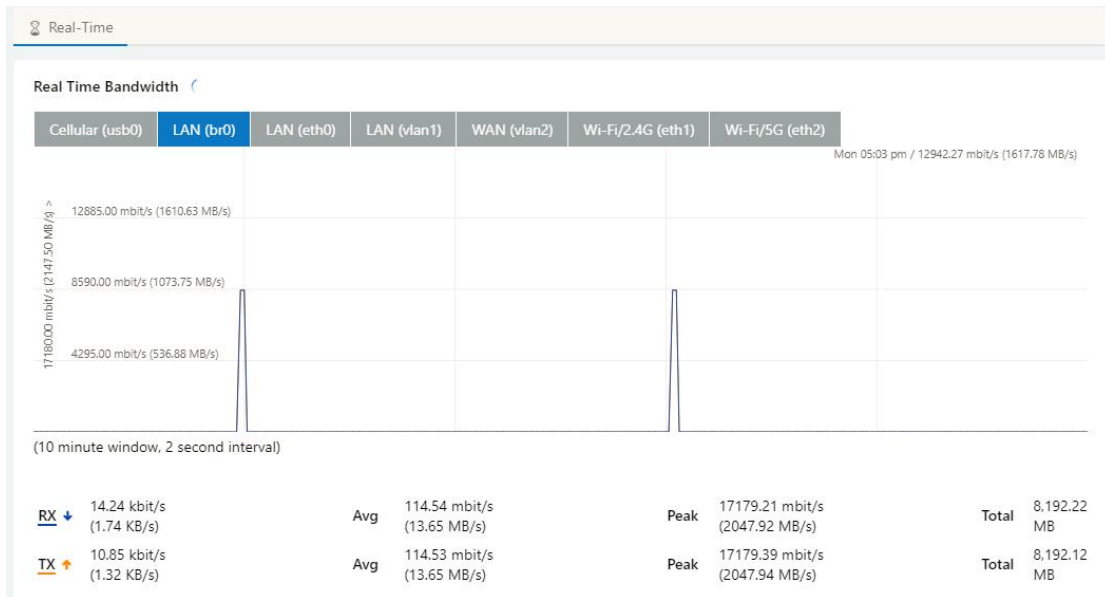 Real-Time
Real Time Bandwidth
Cellular (usb0) LAN (br0) LAN (eth0) LAN (vlan1) WAN (vlan2) Wi-Fi/2.4G (eth1) Wi-Fi/5G (eth2)
Mon 05:03 pm / 12942.27 mbit/s (1617.78 MB/s)
17180.00 mbit/s (2147.50 MB/s) >
12885.00 mbit/s (1610.63 MB/s)
8590.00 mbit/s (1073.75 MB/s)
4295.00 mbit/s (536.88 MB/s)
(10 minute window, 2 second interval)
RX 14.24 kbit/s Avg 114.54 mbit/s Peak 17179.21 mbit/s Total 8,192.22
(1.74 KB/s) (13.65 MB/s) (2047.92 MB/s) MB
TX 10.85 kbit/s Avg 114.53 mbit/s Peak 17179.39 mbit/s Total 8,192.12
(1.32 KB/s) (13.65 MB/s) (2047.94 MB/s) MB